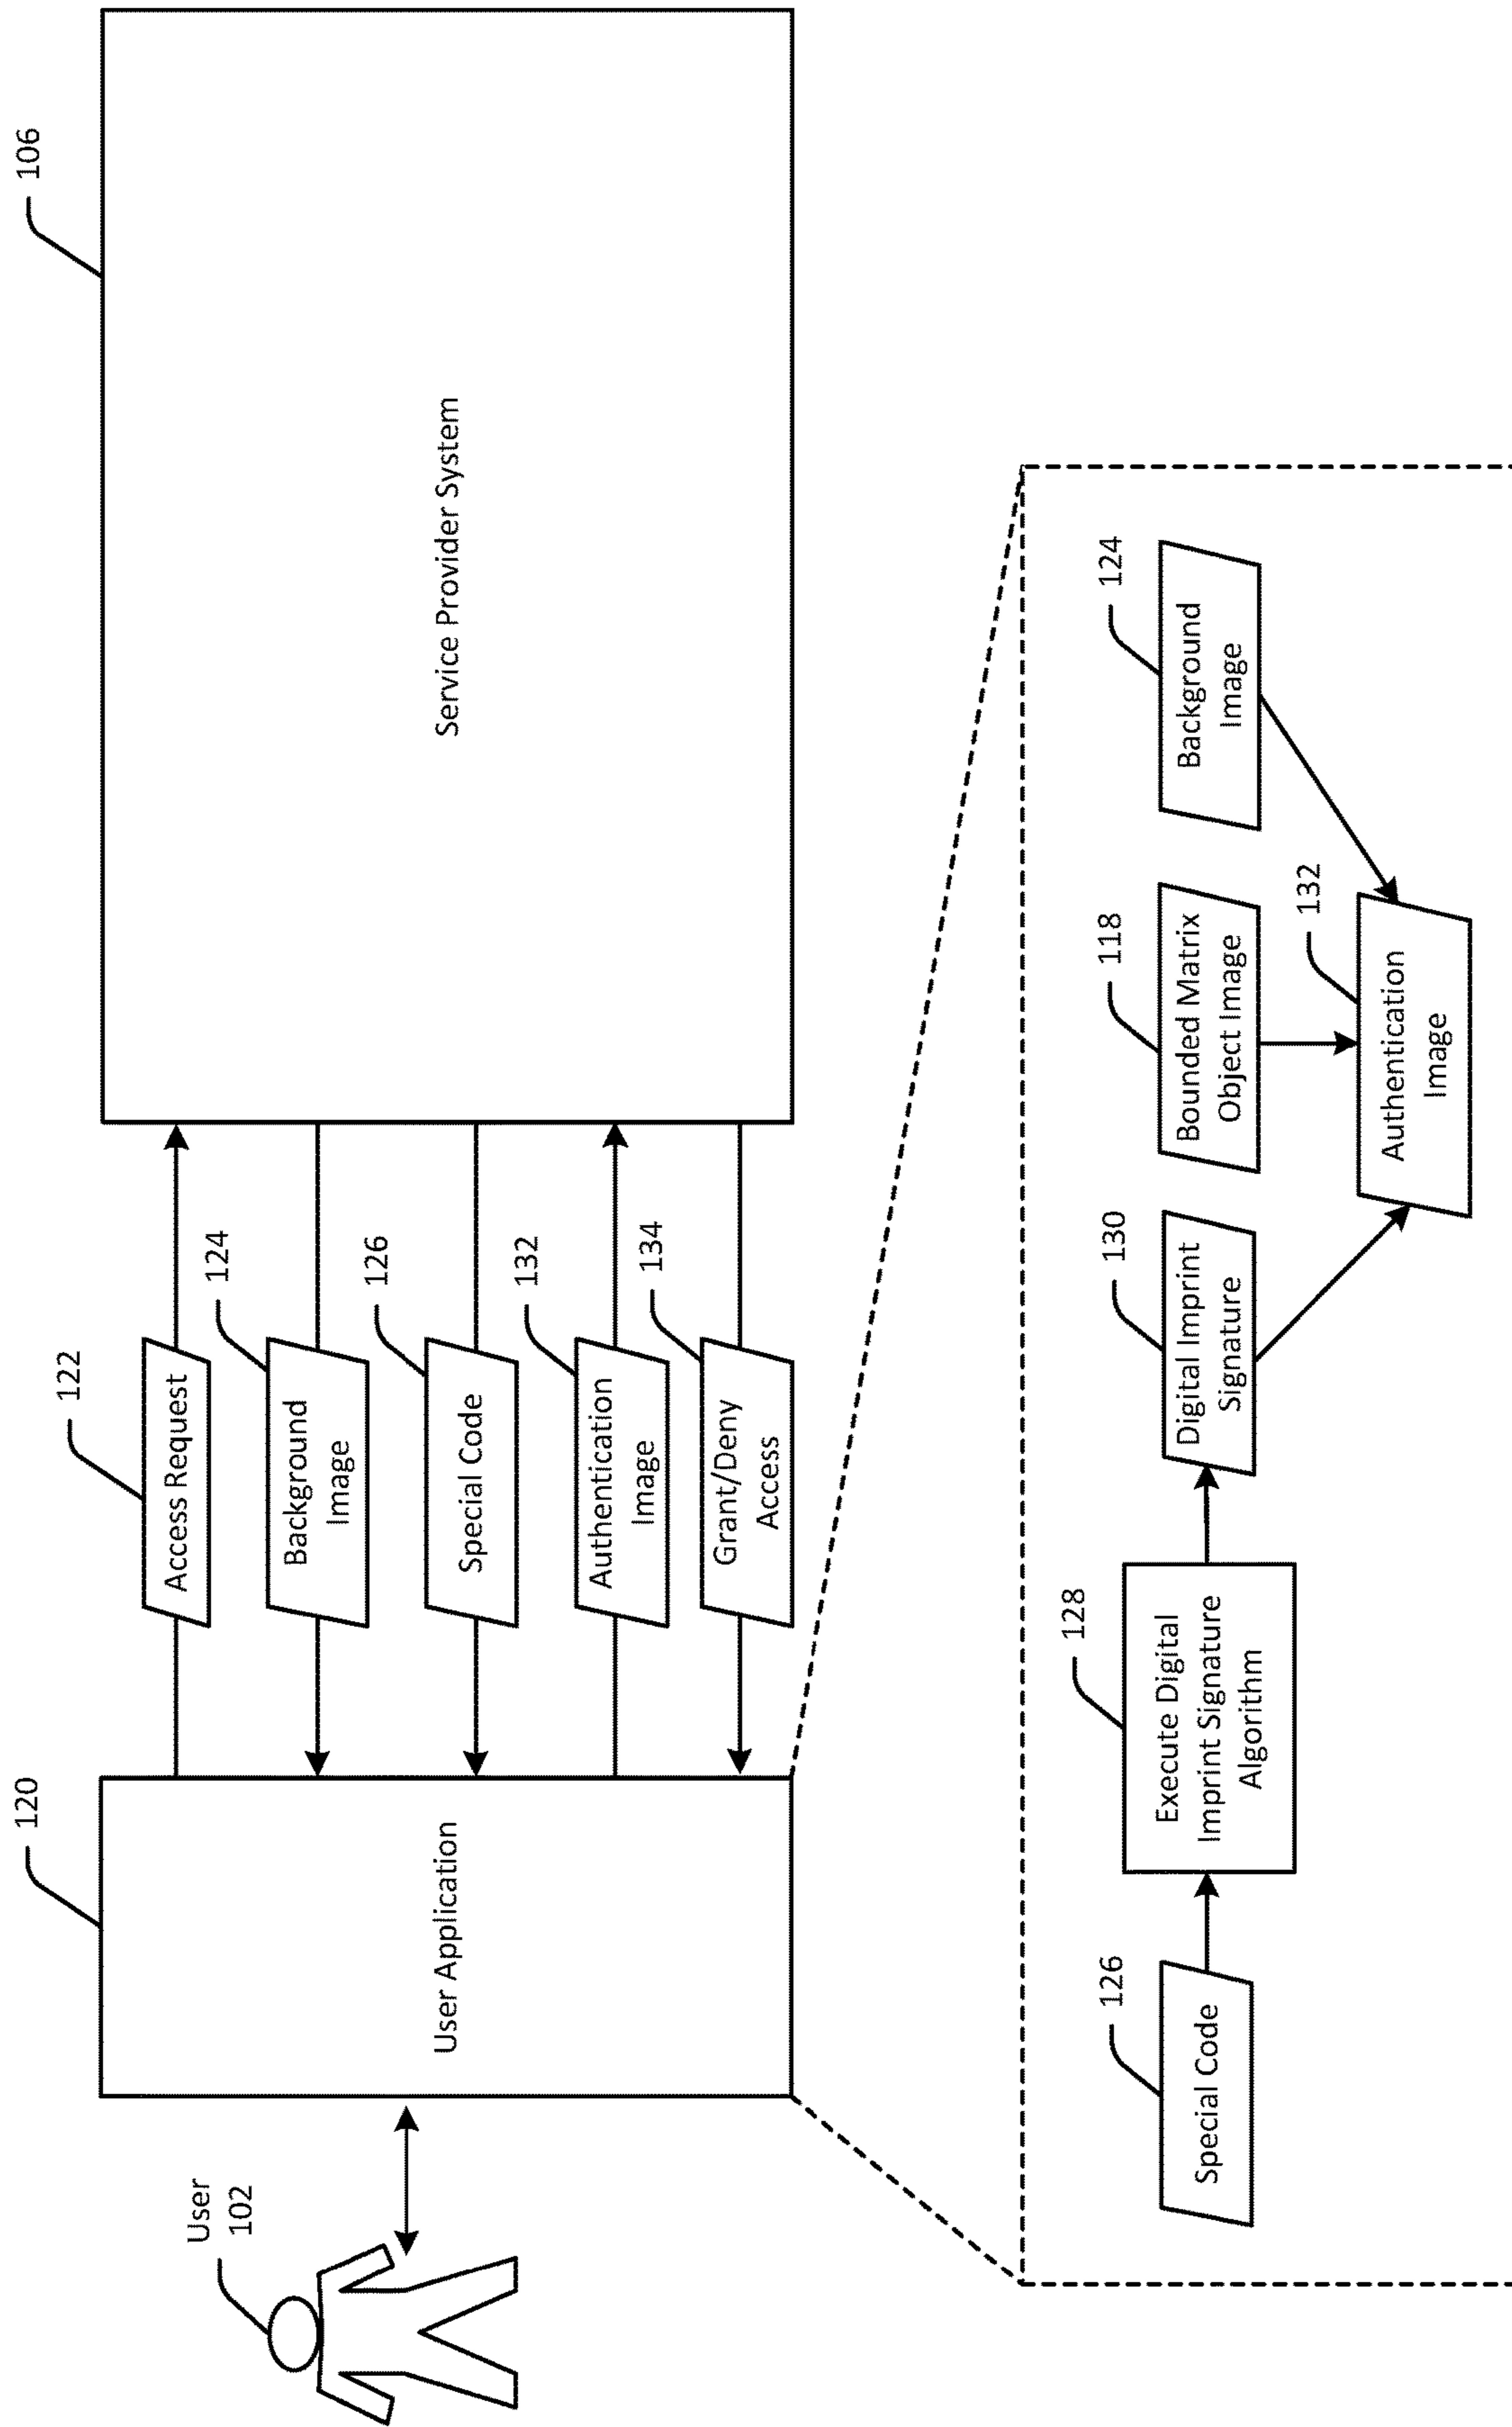 User
102
120
User Application
122
Access Request
124
Background
Image
126
Special Code
132
Authentication
Image
134
Grant/Deny
Access
106
Service Provider System
126
Special Code
128
Execute Digital
Imprint Signature
Algorithm
130
Digital Imprint
Signature
118
Bounded Matrix
Object Image
124
Background
Image
132
Authentication
Image